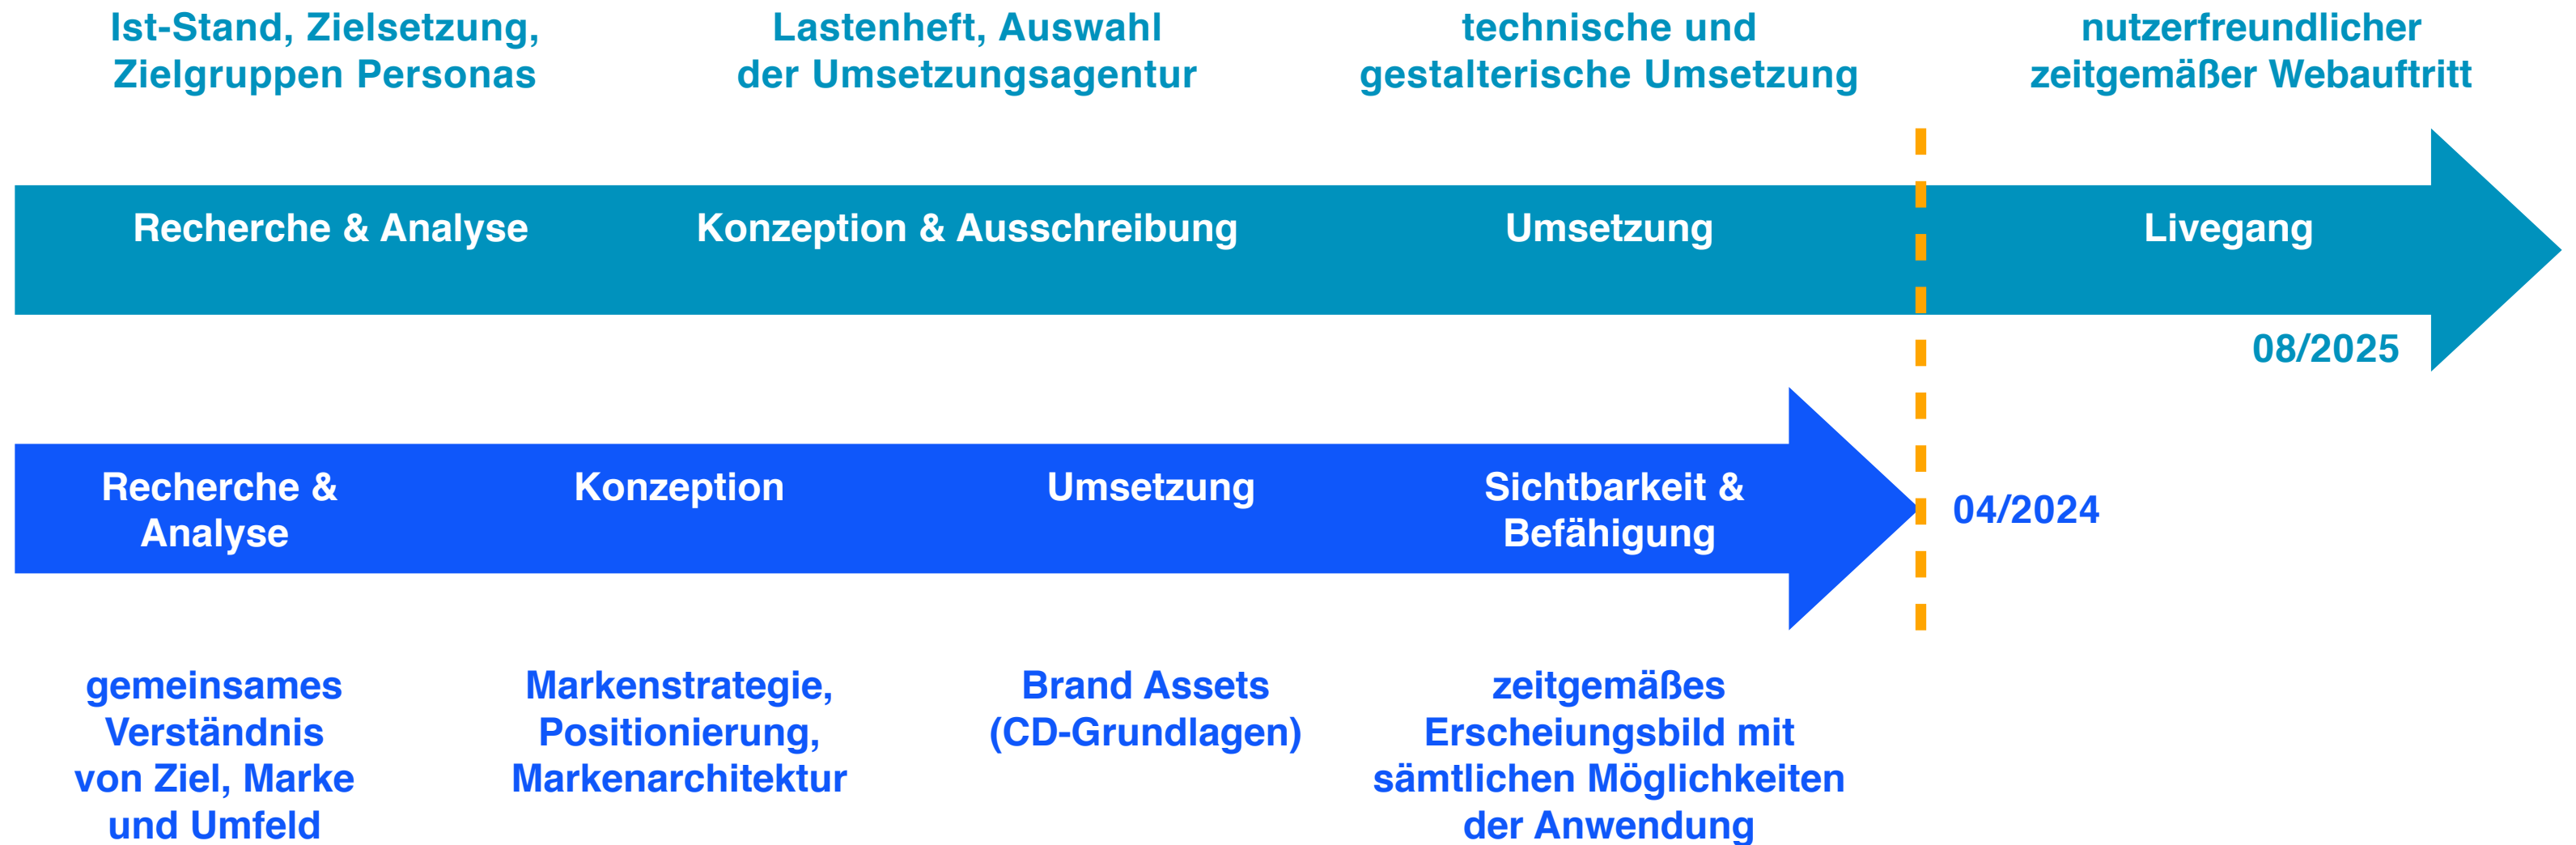 Ist-Stand, Zielsetzung,
Zielgruppen Personas
Lastenheft, Auswahl
der Umsetzungsagentur
technische und
gestalterische Umsetzung
nutzerfreundlicher
zeitgemäßer Webauftritt
Recherche & Analyse
Konzeption & Ausschreibung
Umsetzung
Livegang
08/2025
Recherche &
Analyse
Konzeption
Umsetzung
Sichtbarkeit &
Befähigung
04/2024
gemeinsames
Verständnis
von Ziel, Marke
und Umfeld
Markenstrategie,
Positionierung,
Markenarchitektur
Brand Assets
(CD-Grundlagen)
zeitgemäßes
Erscheiungsbild mit
sämtlichen Möglichkeiten
der Anwendung